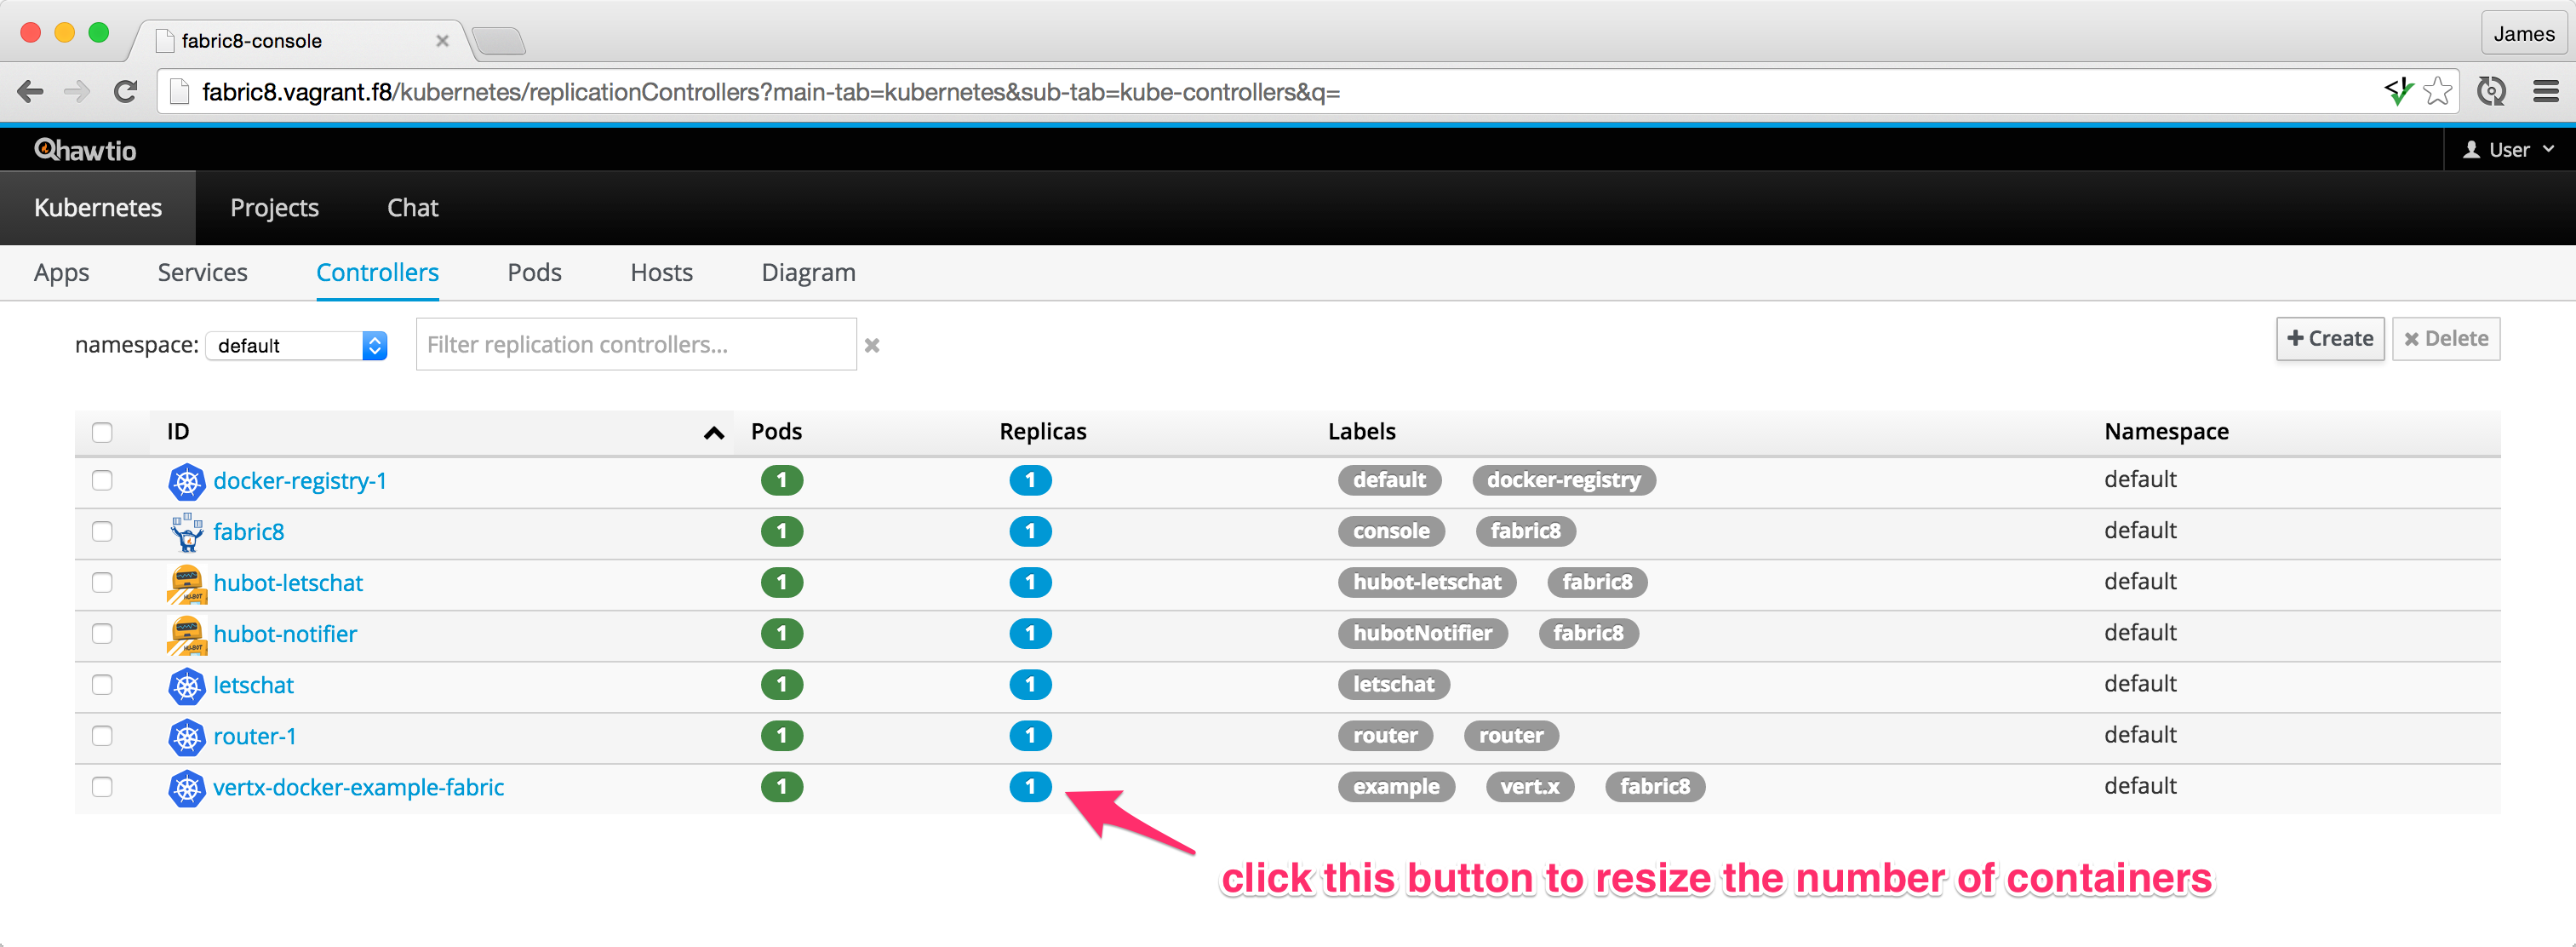 fabric8-console
James
fabric8.vagrant.f8/kubernetes/replicationControllers?main-tab=kubernetes&sub-tab=kube-controllers&q=
hawtio
User
Kubernetes Projects Chat
Apps Services Controllers Pods Hosts Diagram
namespace: default Filter replication controllers... Create Delete
ID Pods Replicas Labels Namespace
docker-registry-1 1 1 default docker-registry default
fabric8 1 1 console fabric8 default
hubot-letschat 1 1 hubot-letschat fabric8 default
hubot-notifier 1 1 hubotNotifier fabric8 default
letschat 1 1 letschat default
router-1 1 1 router router default
vertx-docker-example-fabric 1 1 example vert.x fabric8 default
click this button to resize the number of containers